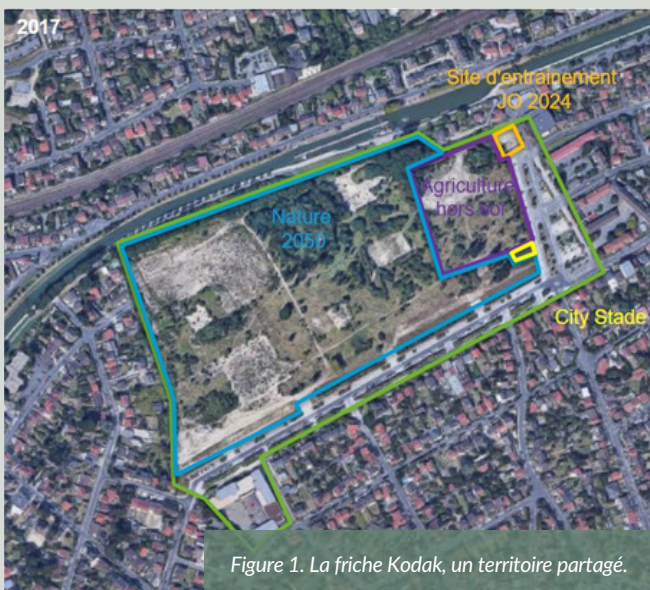 2017
Site d'entrainement
JO 2024
Agriculture
hors sol
Nature
2050
City Stade
Figure 1. La friche Kodak, un territoire partagé.